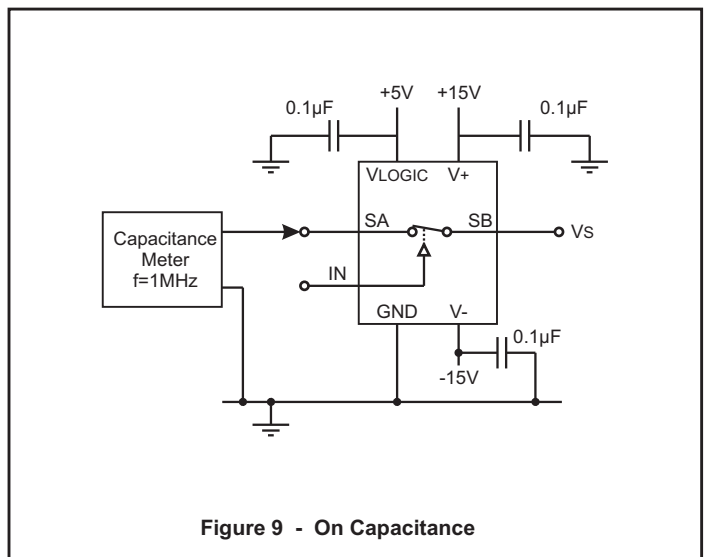 +5V
+15V
0.1µF
0.1µF
VLOGIC
V+
SA
SB
VS
Capacitance
Meter
f=1MHz
IN
GND
V-
0.1µF
-15V
Figure 9 - On Capacitance